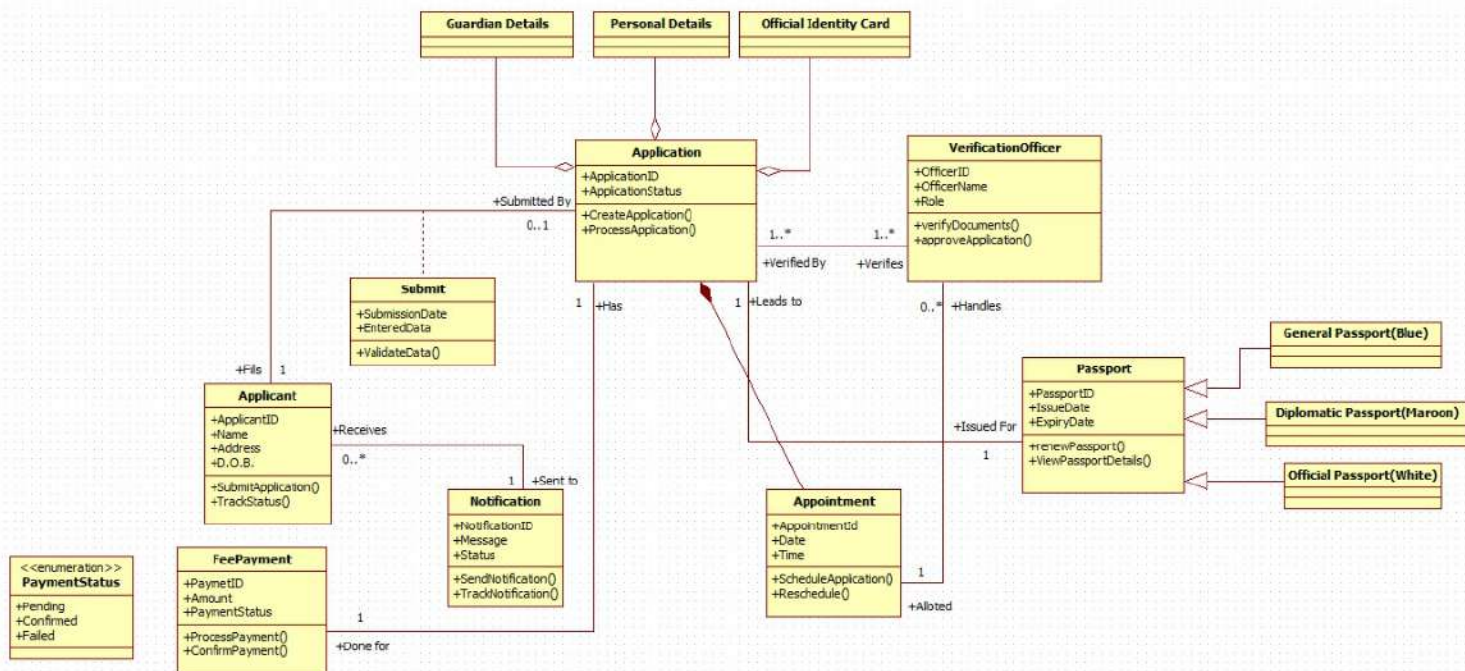 Guardian Details
Personal Details
Official Identity Card
Application
+ApplicationID
+ApplicationStatus
+CreateApplication()
+ProcessApplication()
VerificationOfficer
+OfficerID
+OfficerName
+Role
+verifyDocuments()
+approveApplication()
+Submitted By
0..1
1..*
1..*
+Verified By
+Verifies
Submit
+SubmissionDate
+EnteredData
+ValidateData()
1
+Has
1
+Leads to
0..*
+Handles
General Passport(Blue)
Diplomatic Passport(Maroon)
Official Passport(White)
Passport
+PassportID
+IssueDate
+ExpiryDate
+renewPassport()
+ViewPassportDetails()
+Issued For
1
+Fils
1
Applicant
+ApplicantID
+Name
+Address
+D.O.B.
+SubmitApplication()
+TrackStatus()
+Receives
0..*
1
+Sent to
Notification
+NotificationID
+Message
+Status
+SendNotification()
+TrackNotification()
Appointment
+AppointmentId
+Date
+Time
+ScheduleApplication()
+Reschedule()
1
+Alloted
<<enumeration>>
PaymentStatus
+Pending
+Confirmed
+Failed
FeePayment
+PaymetID
+Amount
+PaymentStatus
+ProcessPayment()
+ConfirmPayment()
1
+Done for